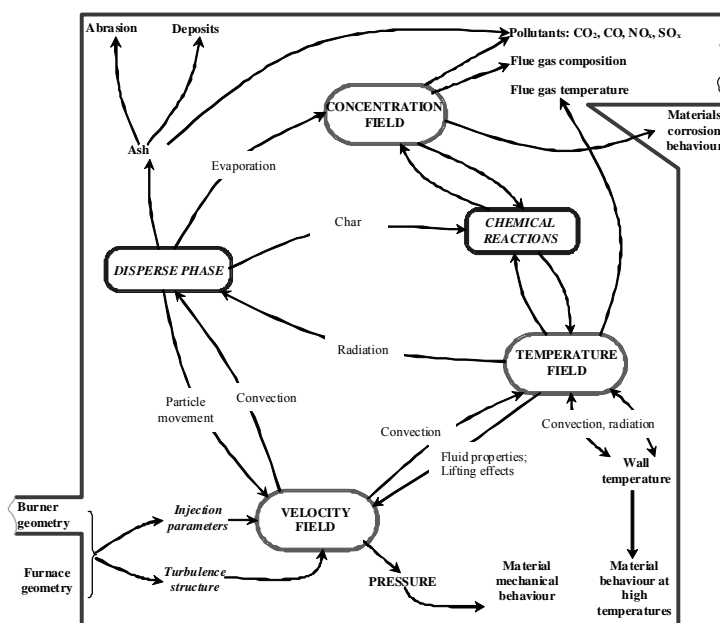 Abrasion
Deposits
Pollutants: CO₂, CO, NOₓ, SOₓ
Flue gas composition
Flue gas temperature
CONCENTRATION
FIELD
Materials
corrosion
behaviour
Ash
Evaporation
Char
CHEMICAL
REACTIONS
DISPERSE PHASE
Radiation
TEMPERATURE
FIELD
Particle
movement
Convection
Convection
Convection, radiation
Fluid properties;
Lifting effects
Wall
temperature
Burner
geometry
Injection
parameters
VELOCITY
FIELD
Furnace
geometry
Turbulence
structure
PRESSURE
Material
mechanical
behaviour
Material
behaviour at
high
temperatures